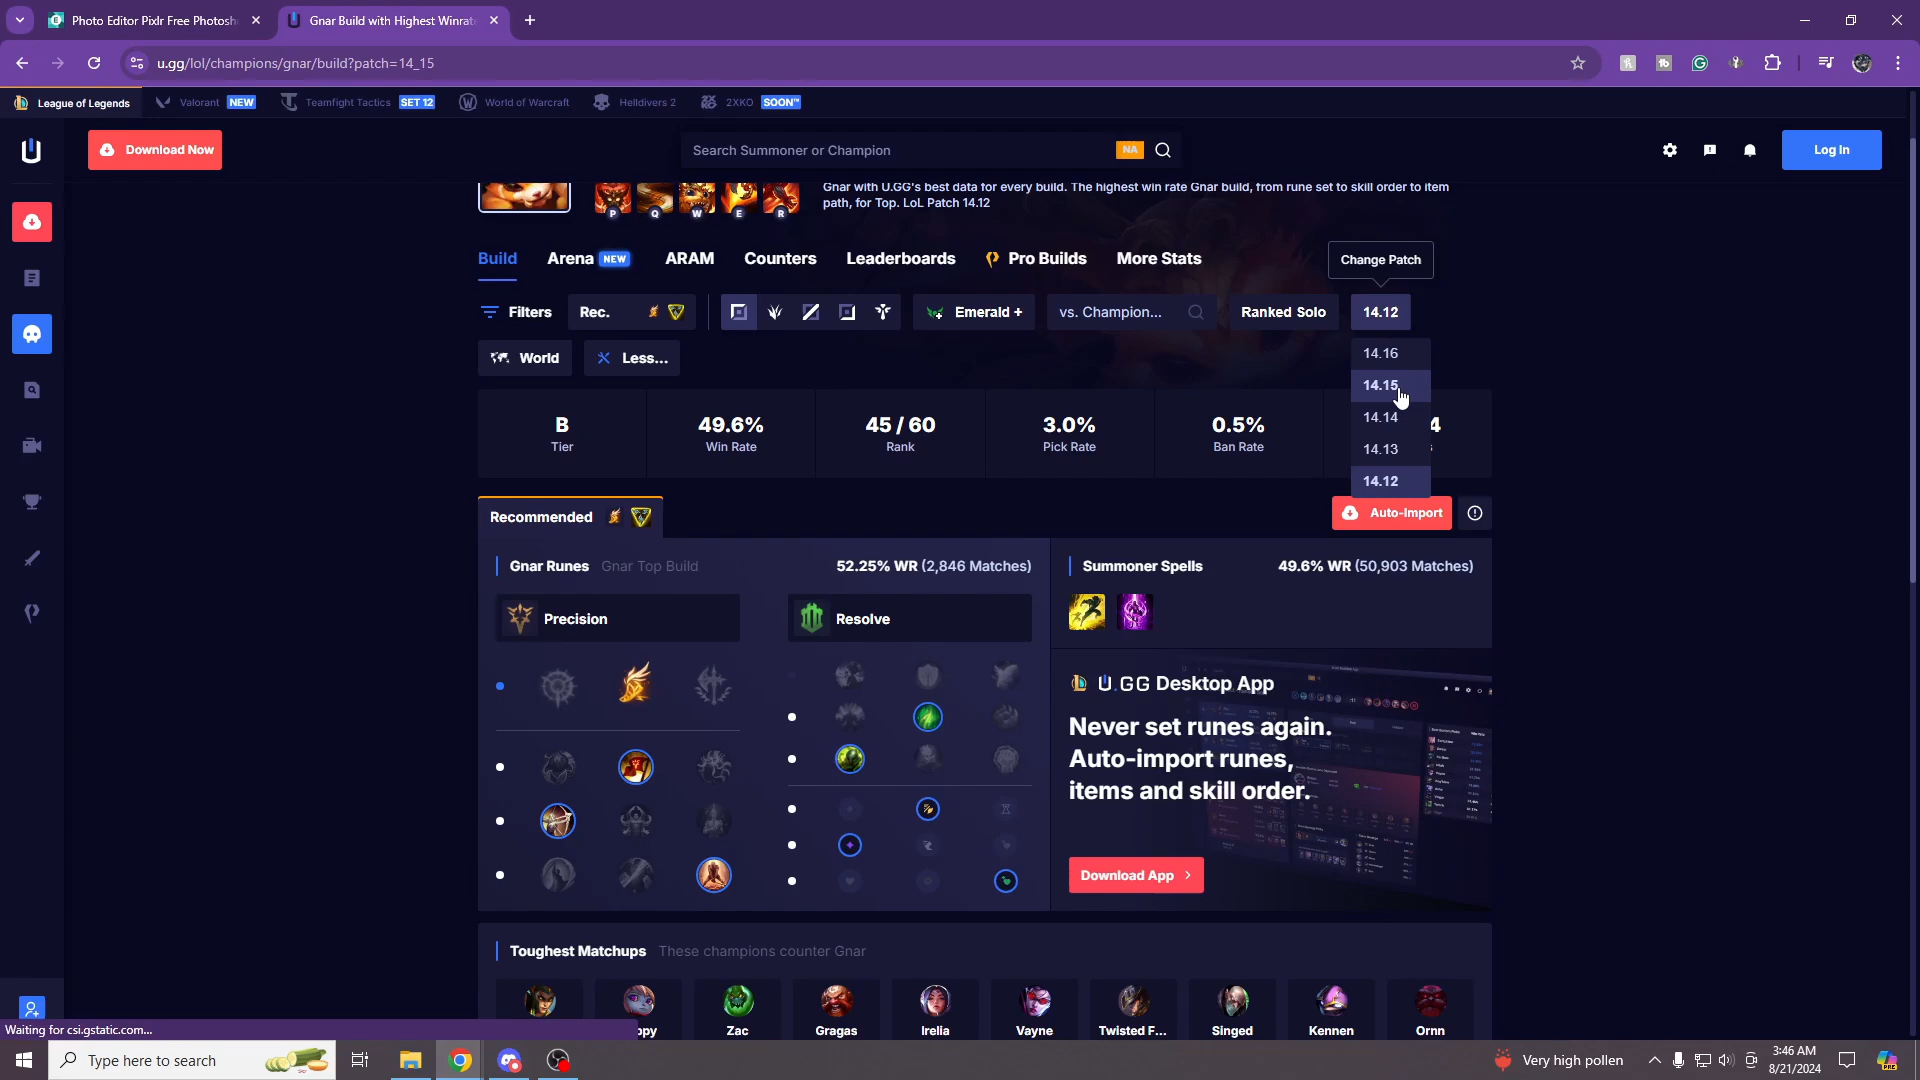 Photo Editor Pixlr Free Photosh
Gnar Build with Highest Winrate
u.gg/lol/champions/gnar/build?patch=14_15
League of Legends
Valorant NEW
Teamfight Tactics SET 12
World of Warcraft
Helldivers 2
2XKO SOON™
Download Now
Search Summoner or Champion
NA
Log In
Gnar with U.GG's best data for every build. The highest win rate Gnar build, from rune set to skill order to item
path, for Top. LoL Patch 14.12
P Q W E R
Build
Arena NEW
ARAM
Counters
Leaderboards
Pro Builds
More Stats
Change Patch
Filters
Rec.
Emerald +
vs. Champion...
Ranked Solo
14.12
World
Less...
14.16
14.15
14.14
14.13
14.12
B
Tier
49.6%
Win Rate
45 / 60
Rank
3.0%
Pick Rate
0.5%
Ban Rate
4
s
Recommended
Auto-Import
Gnar Runes Gnar Top Build
52.25% WR (2,846 Matches)
Precision
Resolve
Summoner Spells
49.6% WR (50,903 Matches)
U.GG Desktop App
Never set runes again.
Auto-import runes,
items and skill order.
Download App
Toughest Matchups These champions counter Gnar
ppy
Zac
Gragas
Irelia
Vayne
Twisted F...
Singed
Kennen
Ornn
Waiting for csi.gstatic.com...
Type here to search
Very high pollen
3:46 AM
8/21/2024